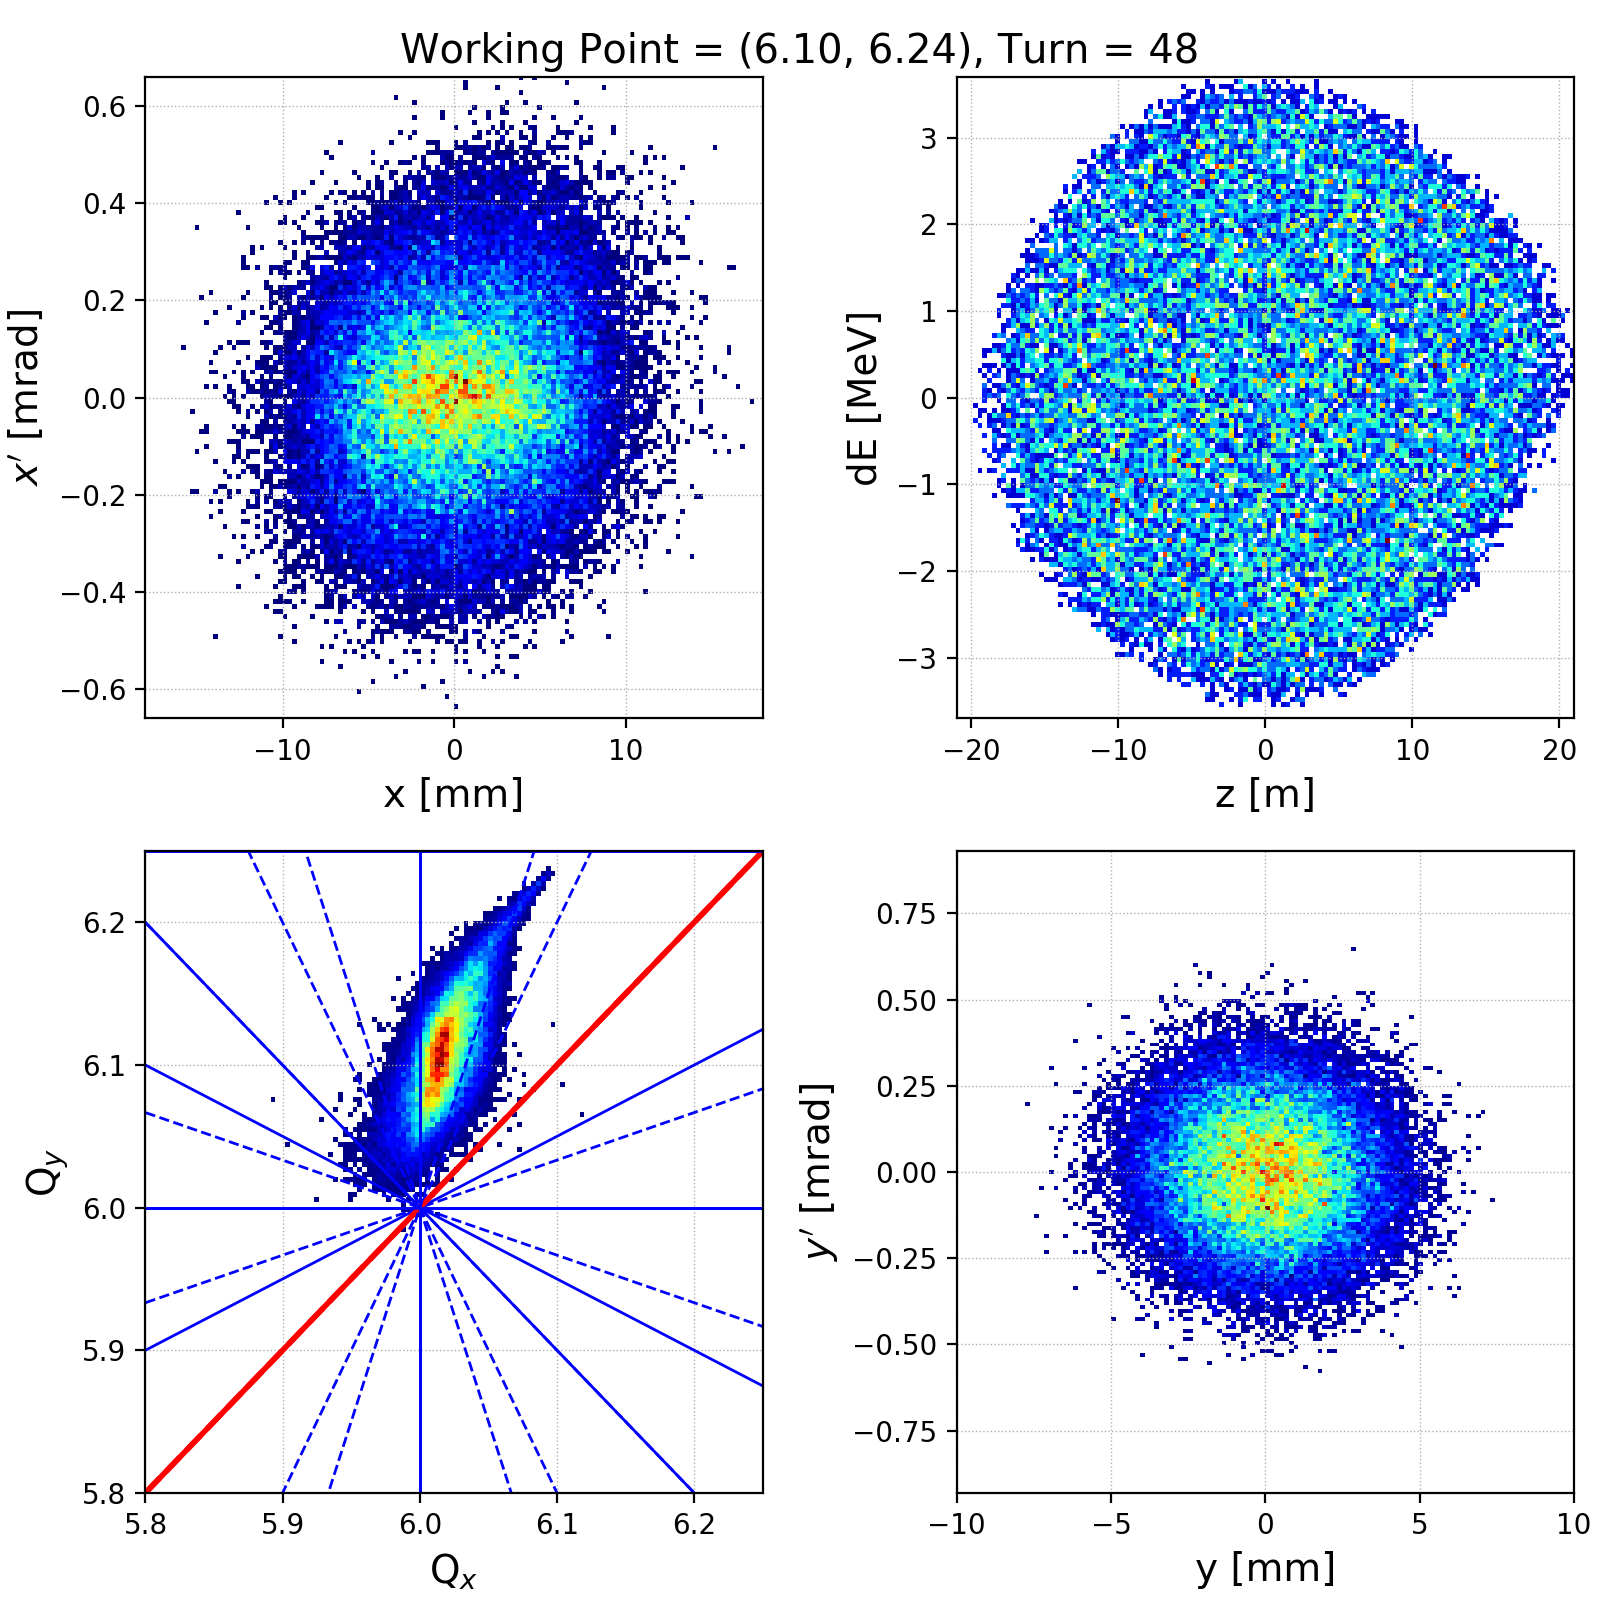 Working Point = (6.10, 6.24), Turn = 48
0.6
0.4
0.2
0.0
−0.2
−0.4
−0.6
x′ [mrad]
−10 0 10
x [mm]
3
2
1
0
−1
−2
−3
dE [MeV]
−20 −10 0 10 20
z [m]
6.2
6.1
6.0
5.9
5.8
Qy
5.8 5.9 6.0 6.1 6.2
Qx
0.75
0.50
0.25
0.00
−0.25
−0.50
−0.75
y′ [mrad]
−10 −5 0 5 10
y [mm]